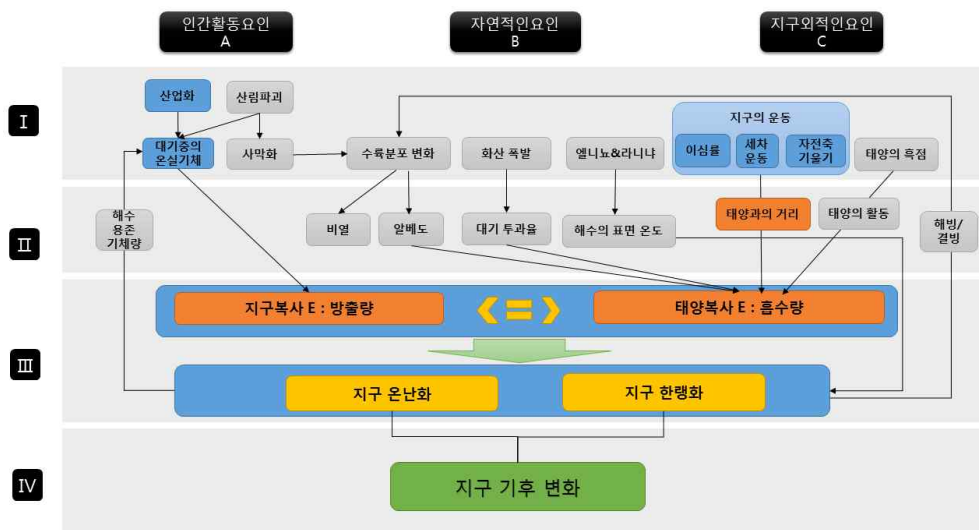 인간활동요인
A
자연적인요인
B
지구외적인요인
C
I
산업화
산림파괴
지구의 운동
이심률
세차
운동
자전축
기울기
대기중의
온실기체
사막화
수륙분포 변화
화산 폭발
엘니뇨&라니냐
태양의 흑점
II
해수
용존
기체량
비열
알베도
대기 투과율
해수의 표면 온도
태양과의 거리
태양의 활동
해빙/
결빙
III
지구복사 E : 방출량
태양복사 E : 흡수량
지구 온난화
지구 한랭화
IV
지구 기후 변화